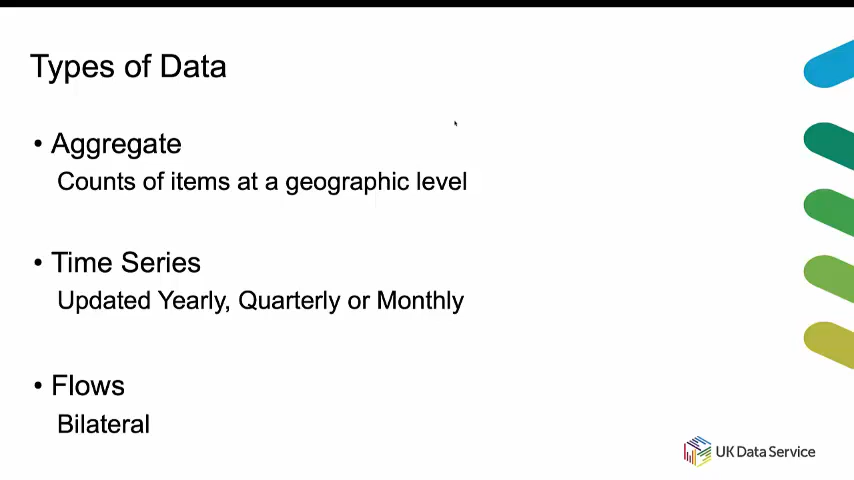 Types of Data
• Aggregate
Counts of items at a geographic level
• Time Series
Updated Yearly, Quarterly or Monthly
• Flows
Bilateral
UK Data Service